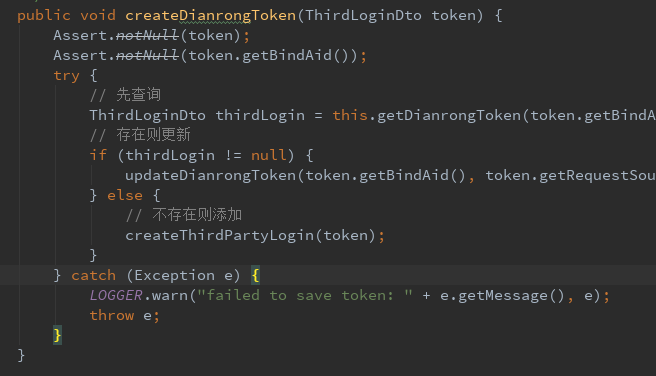 public void createDianrongToken(ThirdLoginDto token) {
Assert.notNull(token);
Assert.notNull(token.getBindAid());
try {
// 先查询
ThirdLoginDto thirdLogin = this.getDianrongToken(token.getBindA
// 存在则更新
if (thirdLogin != null) {
updateDianrongToken(token.getBindAid(), token.getRequestSou
} else {
// 不存在则添加
createThirdPartyLogin(token);
}
} catch (Exception e) {
LOGGER.warn("failed to save token: " + e.getMessage(), e);
throw e;
}
}